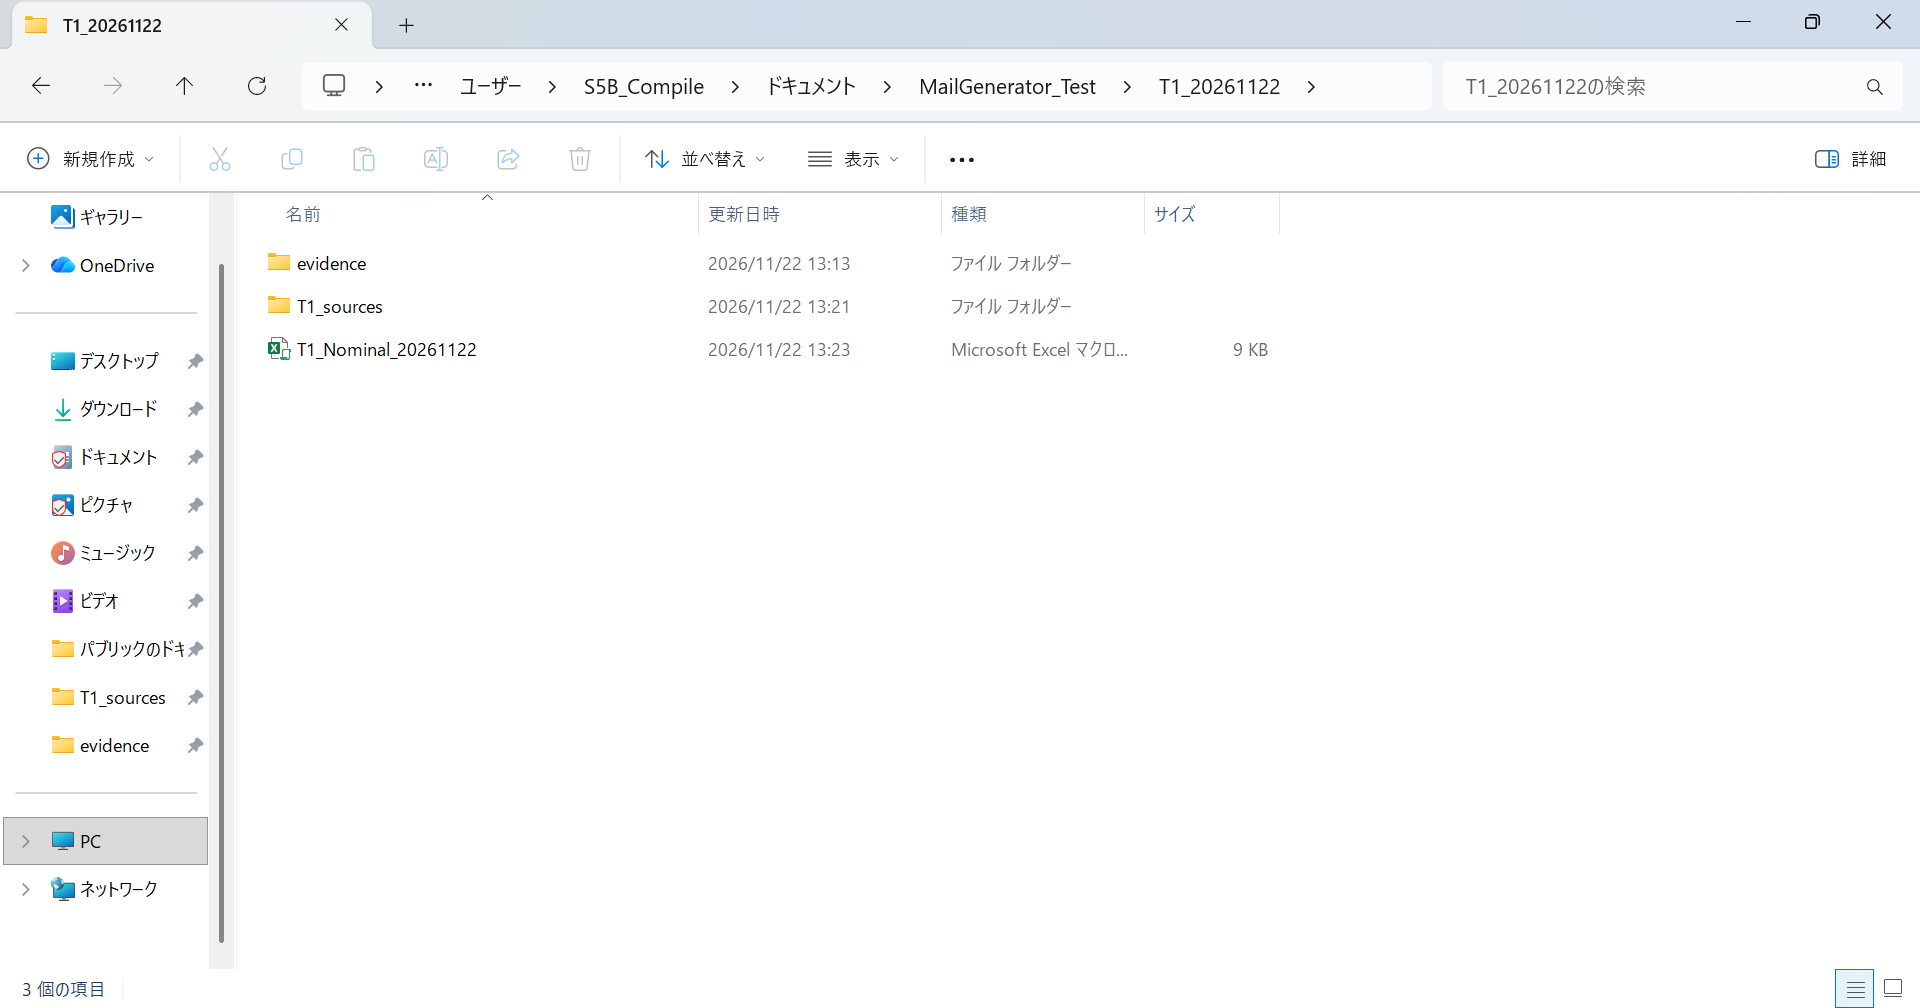 T1_20261122
ユーザー S5B_Compile ドキュメント MailGenerator_Test T1_20261122
T1_20261122の検索
新規作成
並べ替え
表示
詳細
ギャラリー
OneDrive
デスクトップ
ダウンロード
ドキュメント
ピクチャ
ミュージック
ビデオ
パブリックのドキ
T1_sources
evidence
PC
ネットワーク
名前 更新日時 種類 サイズ
evidence 2026/11/22 13:13 ファイル フォルダー
T1_sources 2026/11/22 13:21 ファイル フォルダー
T1_Nominal_20261122 2026/11/22 13:23 Microsoft Excel マクロ... 9 KB
3 個の項目